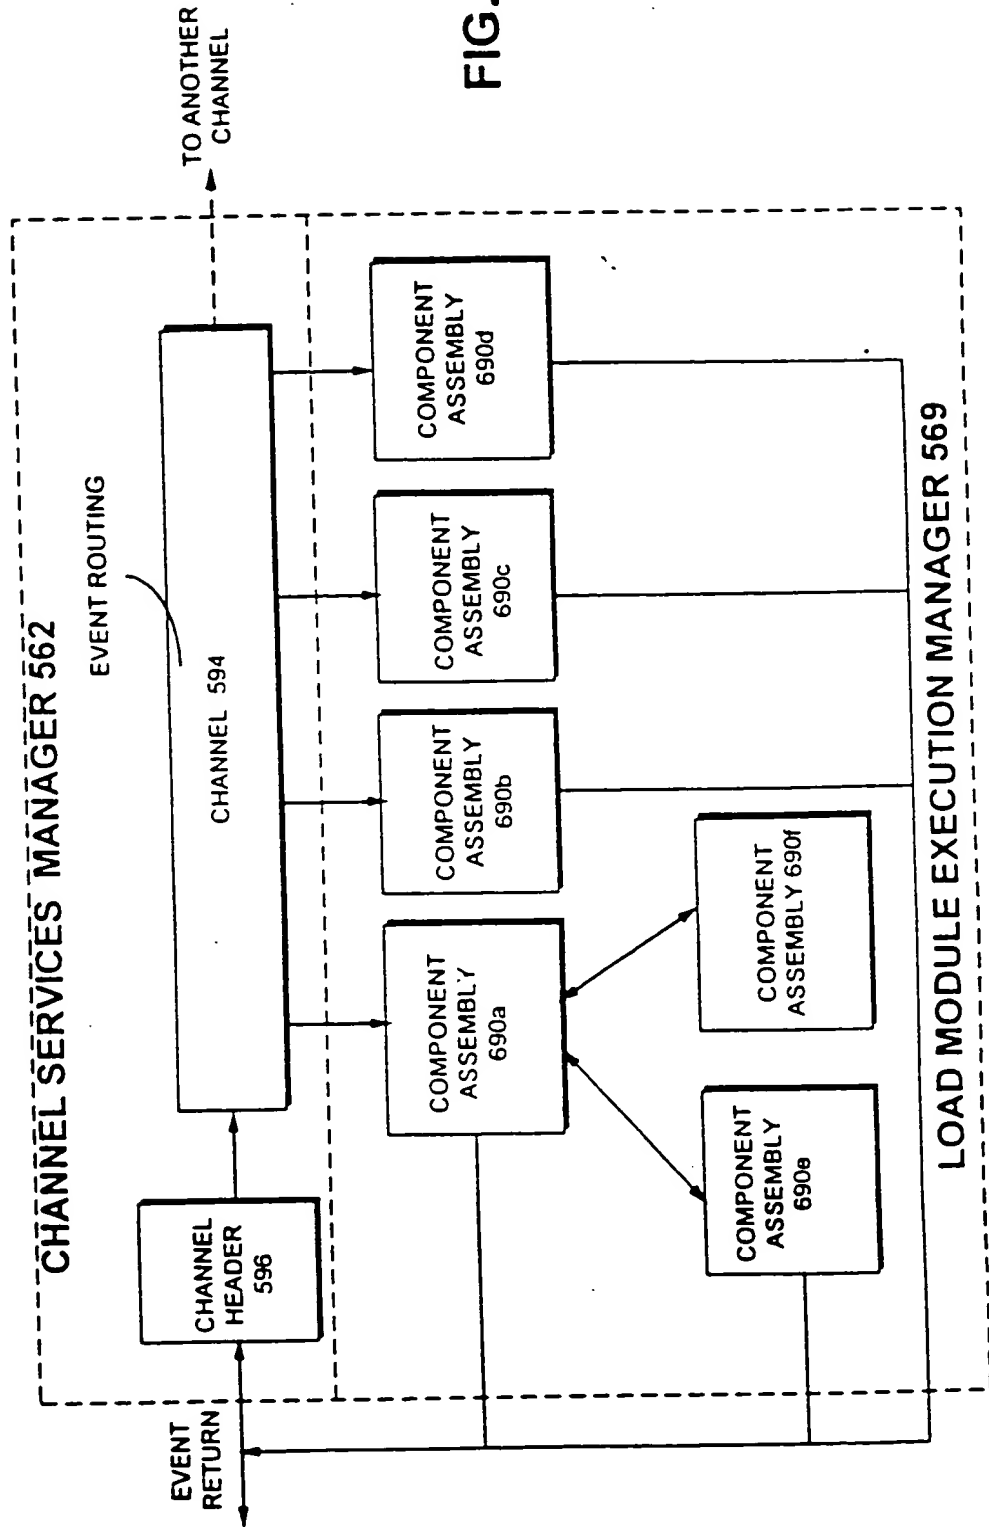 FIG.
TO ANOTHER
CHANNEL
CHANNEL SERVICES MANAGER 562
EVENT ROUTING
CHANNEL
HEADER
596
CHANNEL 594
EVENT
RETURN
COMPONENT
ASSEMBLY
690a
COMPONENT
ASSEMBLY
690b
COMPONENT
ASSEMBLY
690c
COMPONENT
ASSEMBLY
690d
COMPONENT
ASSEMBLY
690e
COMPONENT
ASSEMBLY 690f
LOAD MODULE EXECUTION MANAGER 569